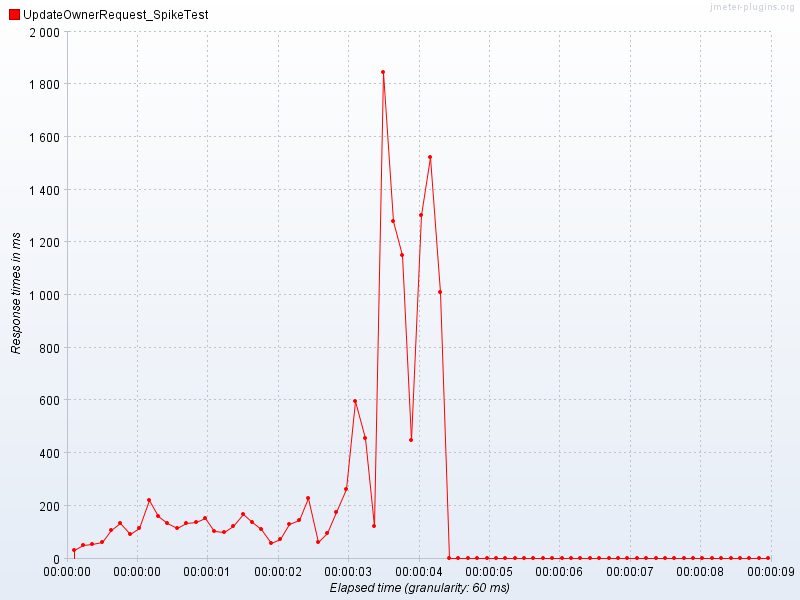 jmeter-plugins.org
UpdateOwnerRequest_SpikeTest
2 000
1 800
1 600
1 400
1 200
1 000
800
600
400
200
0
Response times in ms
00:00:00 00:00:00 00:00:01 00:00:02 00:00:03 00:00:04 00:00:05 00:00:06 00:00:07 00:00:08 00:00:09
Elapsed time (granularity: 60 ms)